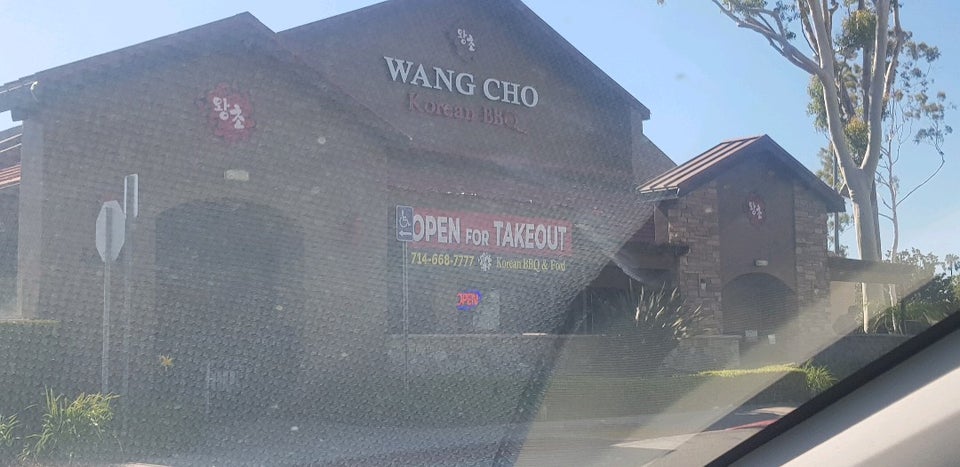 왕초
WANG CHO
Korean BBQ
왕초
왕초
OPEN FOR TAKEOUT
714-668-7777 Korean BBQ & Food
OPEN